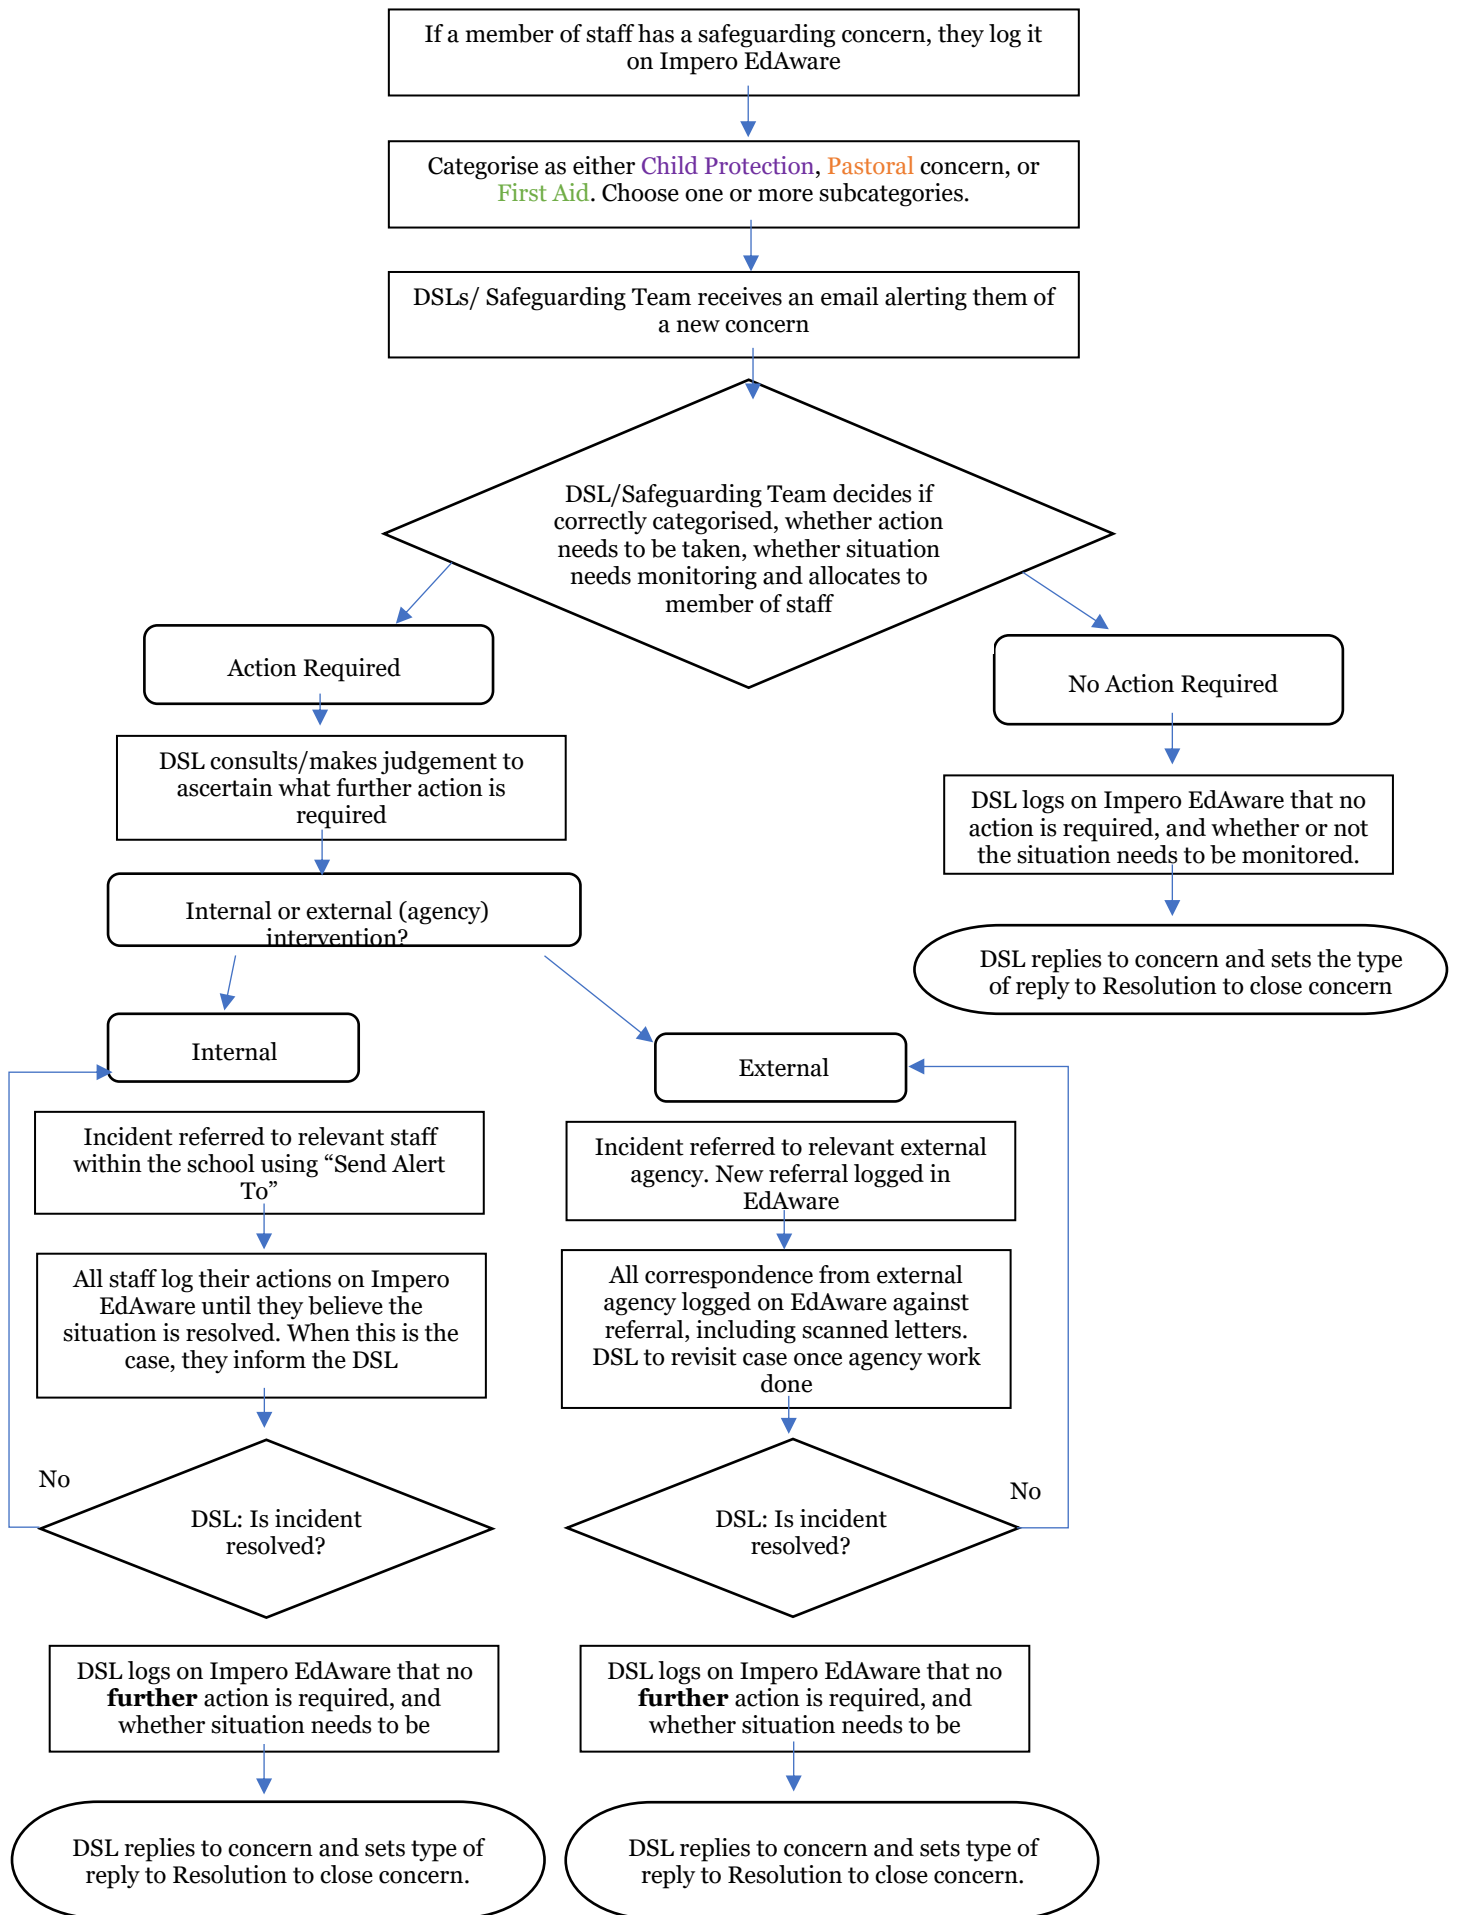 If a member of staff has a safeguarding concern, they log it
on Impero EdAware
Categorise as either Child Protection, Pastoral concern, or
First Aid. Choose one or more subcategories.
DSLs/ Safeguarding Team receives an email alerting them of
a new concern
DSL/Safeguarding Team decides if
correctly categorised, whether action
needs to be taken, whether situation
needs monitoring and allocates to
member of staff
Action Required
No Action Required
DSL consults/makes judgement to
ascertain what further action is
required
DSL logs on Impero EdAware that no
action is required, and whether or not
the situation needs to be monitored.
Internal or external (agency)
intervention?
DSL replies to concern and sets the type
of reply to Resolution to close concern
Internal
External
Incident referred to relevant staff
within the school using “Send Alert
To”
Incident referred to relevant external
agency. New referral logged in
EdAware
All staff log their actions on Impero
EdAware until they believe the
situation is resolved. When this is the
case, they inform the DSL
All correspondence from external
agency logged on EdAware against
referral, including scanned letters.
DSL to revisit case once agency work
done
No
DSL: Is incident
resolved?
No
DSL: Is incident
resolved?
DSL logs on Impero EdAware that no
further action is required, and
whether situation needs to be
DSL logs on Impero EdAware that no
further action is required, and
whether situation needs to be
DSL replies to concern and sets type of
reply to Resolution to close concern.
DSL replies to concern and sets type of
reply to Resolution to close concern.